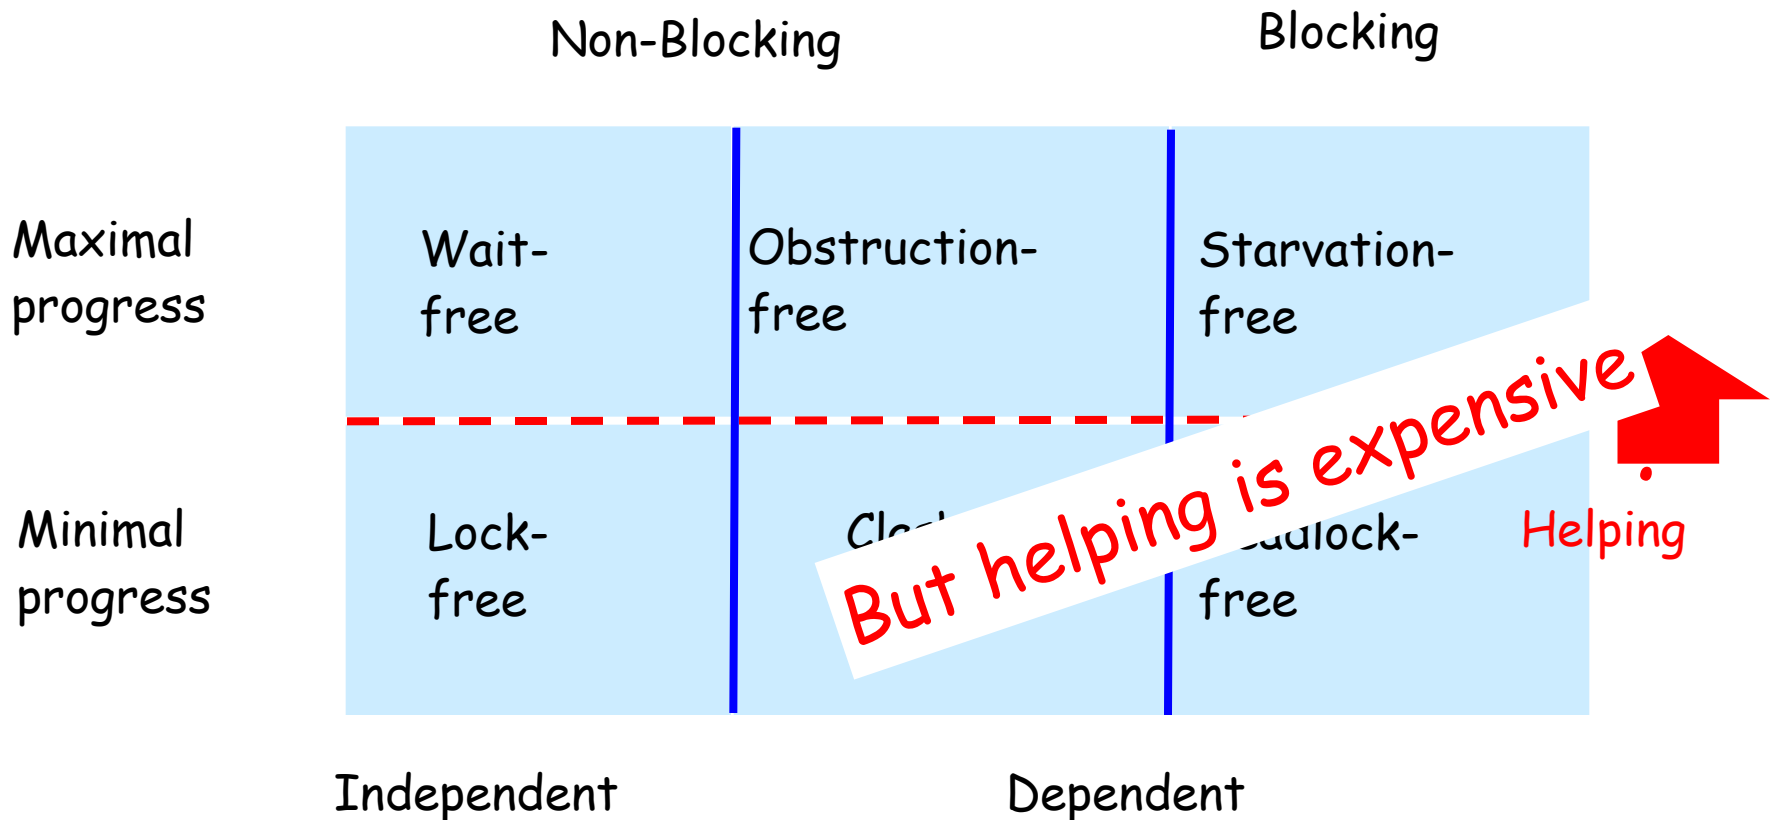 Non-Blocking
Blocking
Maximal
progress
Wait-
free
Obstruction-
free
Starvation-
free
But helping is expensive
Minimal
progress
Lock-
free
free
Helping
Independent
Dependent